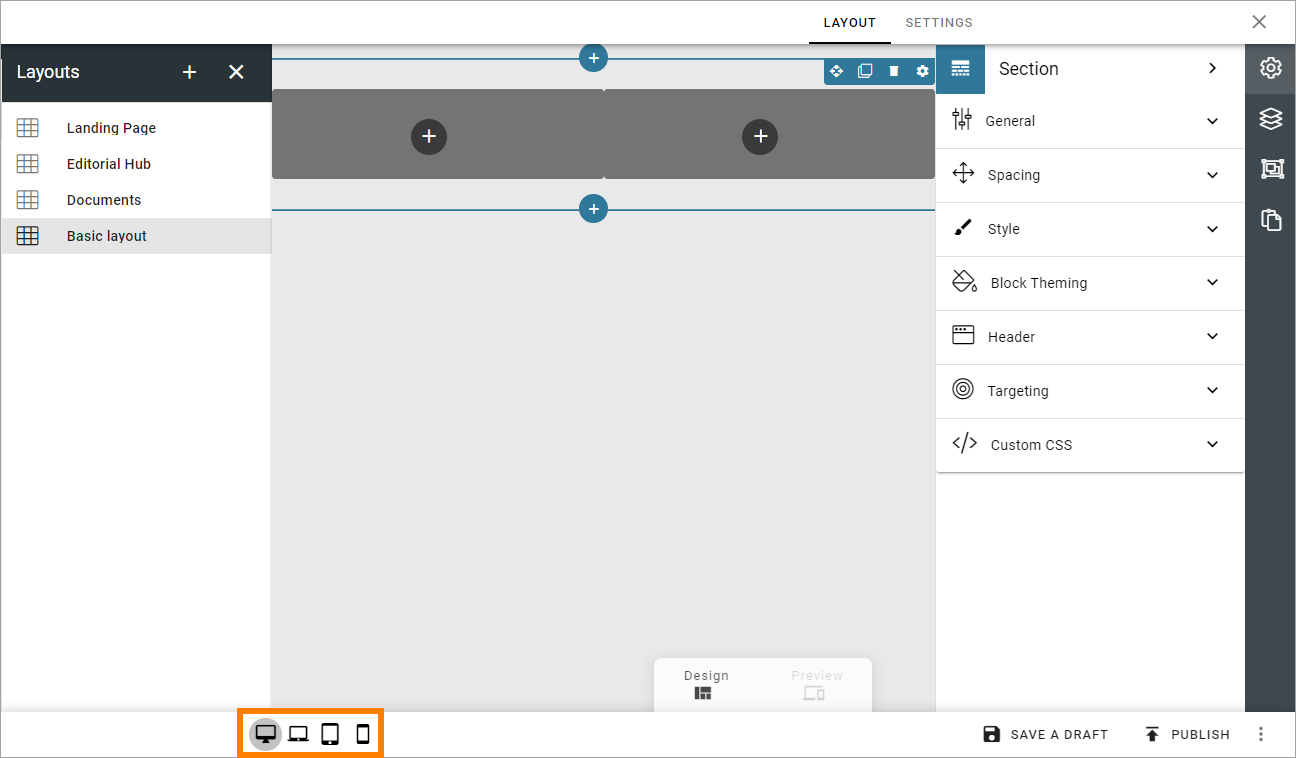 LAYOUT SETTINGS
Layouts
Landing Page
Editorial Hub
Documents
Basic layout
Section
General
Spacing
Style
Block Theming
Header
Targeting
Custom CSS
Design Preview
SAVE A DRAFT PUBLISH